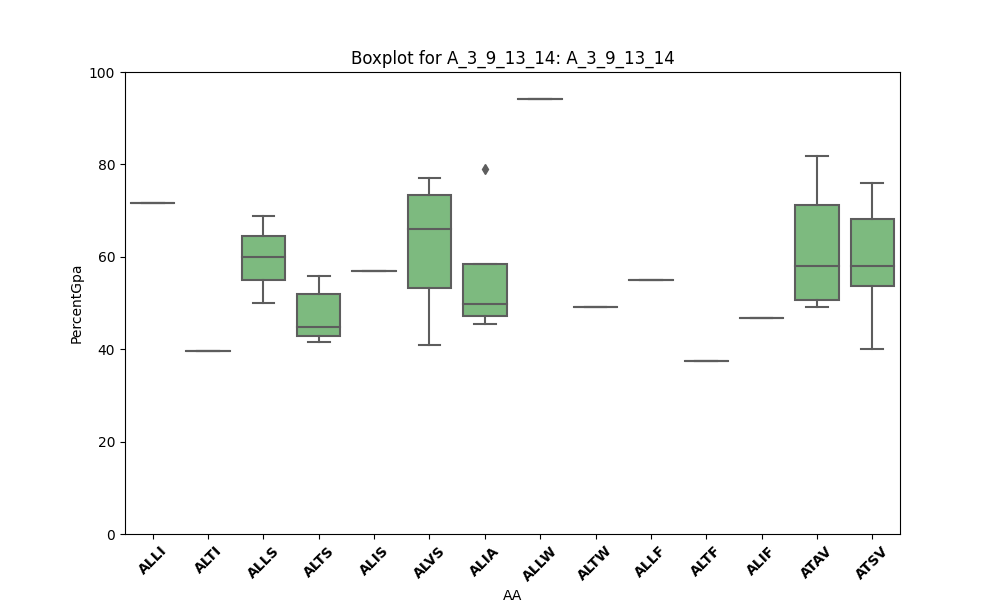 Boxplot for A_3_9_13_14: A_3_9_13_14
PercentGpa
100
80
60
40
20
0
ALLI ALTI ALLS ALTS ALIS ALVS ALIA ALLW ALTW ALLF ALTF ALIF ATAV ATSV
AA